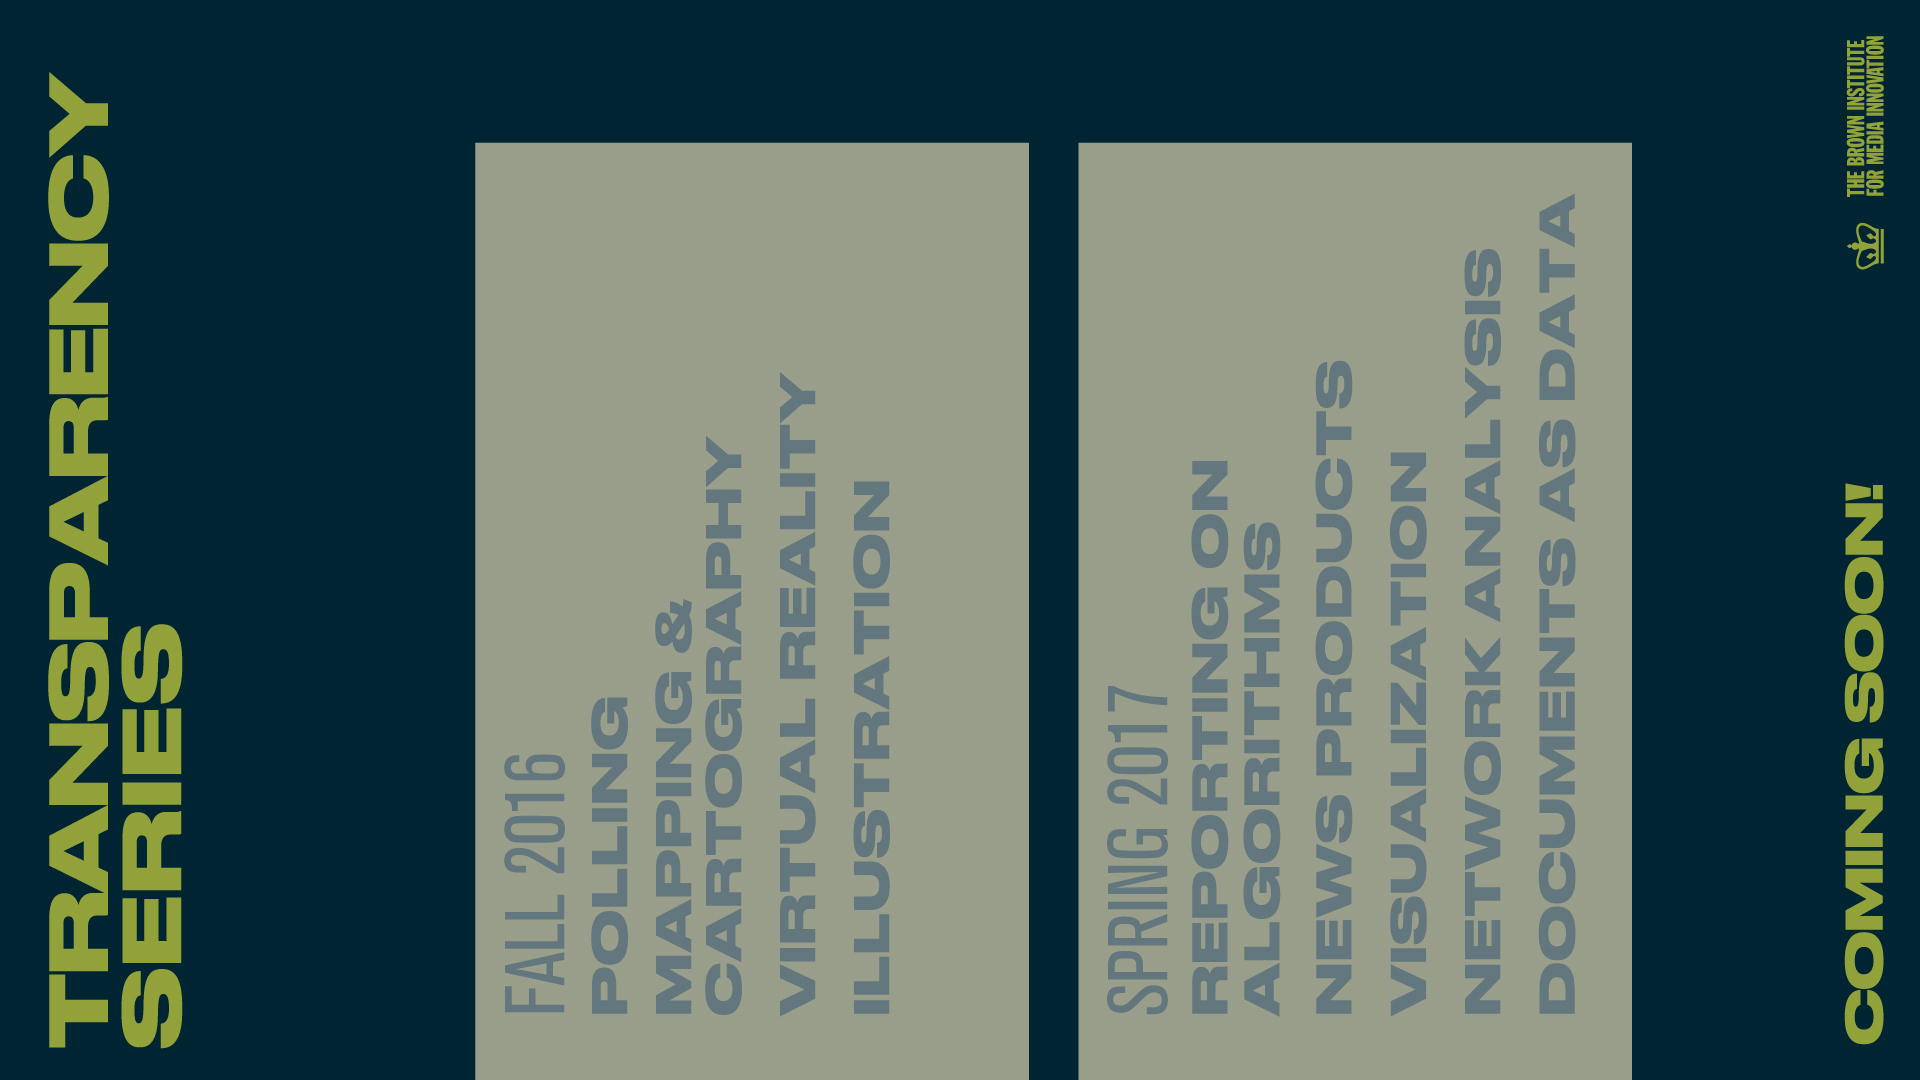 TRANSPARENCY
SERIES
FALL 2016
POLLING
MAPPING &
CARTOGRAPHY
VIRTUAL REALITY
ILLUSTRATION
SPRING 2017
REPORTING ON
ALGORITHMS
NEWS PRODUCTS
VISUALIZATION
NETWORK ANALYSIS
DOCUMENTS AS DATA
COMING SOON!
THE BROWN INSTITUTE
FOR MEDIA INNOVATION